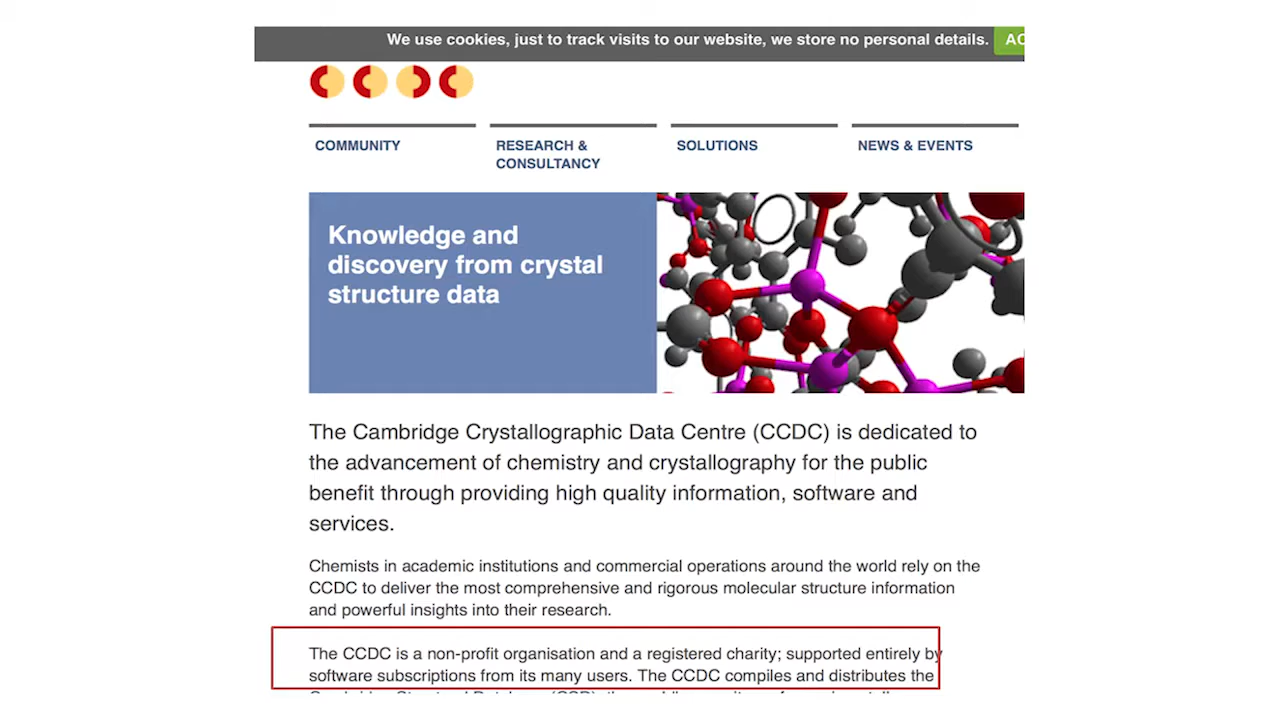 We use cookies, just to track visits to our website, we store no personal details.
COMMUNITY
RESEARCH &
CONSULTANCY
SOLUTIONS
NEWS & EVENTS
Knowledge and
discovery from crystal
structure data
The Cambridge Crystallographic Data Centre (CCDC) is dedicated to
the advancement of chemistry and crystallography for the public
benefit through providing high quality information, software and
services.
Chemists in academic institutions and commercial operations around the world rely on the
CCDC to deliver the most comprehensive and rigorous molecular structure information
and powerful insights into their research.
The CCDC is a non-profit organisation and a registered charity; supported entirely by
software subscriptions from its many users. The CCDC compiles and distributes the